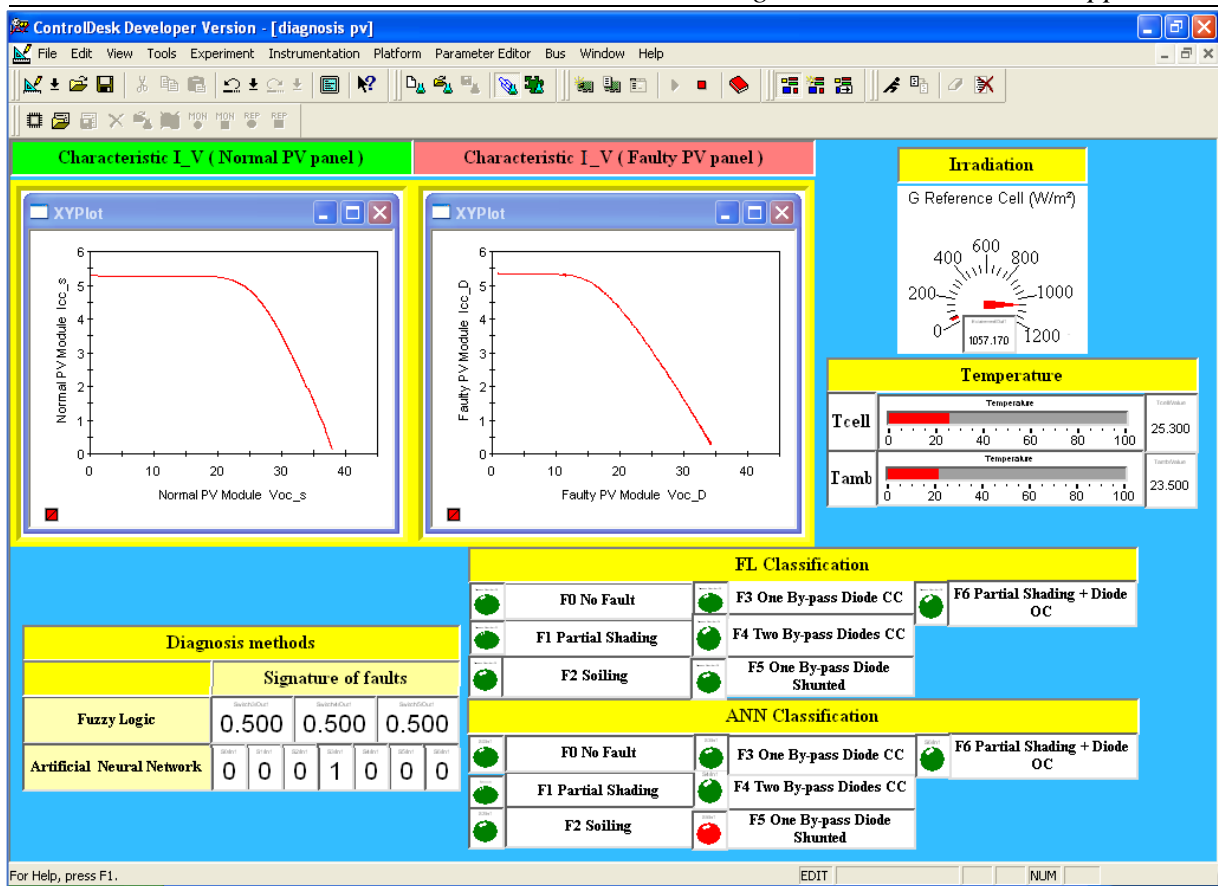 ControlDesk Developer Version - [diagnosis pv]
File Edit View Tools Experiment Instrumentation Platform Parameter Editor Bus Window Help
MON MON REP REP
Characteristic I_V ( Normal PV panel )
Characteristic I_V ( Faulty PV panel )
XYPlot
Normal PV Module Icc_s
6
5
4
3
2
1
0
0 10 20 30 40
Normal PV Module Voc_s
XYPlot
Faulty PV Module Icc_D
6
5
4
3
2
1
0
0 10 20 30 40
Faulty PV Module Voc_D
Irradiation
G Reference Cell (W/m²)
0 200 400 600 800 1000 1200
1057.170
Temperature
Tcell
Temperature
0 20 40 60 80 100
25.300
Tamb
Temperature
0 20 40 60 80 100
23.500
Diagnosis methods
Signature of faults
Fuzzy Logic
0.500 0.500 0.500
Artificial Neural Network
0 0 0 1 0 0 0
FL Classification
F0 No Fault
F1 Partial Shading
F2 Soiling
F3 One By-pass Diode CC
F4 Two By-pass Diodes CC
F5 One By-pass Diode
Shunted
F6 Partial Shading + Diode
OC
ANN Classification
F0 No Fault
F1 Partial Shading
F2 Soiling
F3 One By-pass Diode CC
F4 Two By-pass Diodes CC
F5 One By-pass Diode
Shunted
F6 Partial Shading + Diode
OC
For Help, press F1.
EDIT
NUM